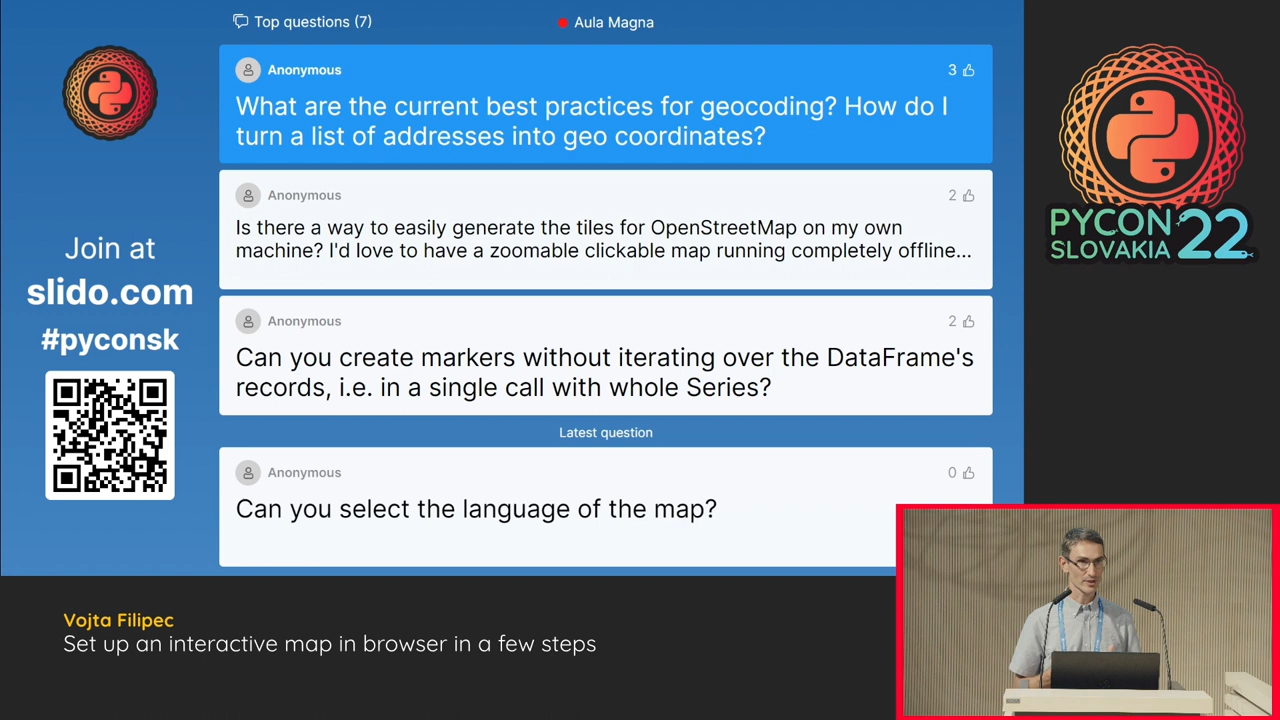 Top questions (7)
Aula Magna
Anonymous
3
What are the current best practices for geocoding? How do I
turn a list of addresses into geo coordinates?
Anonymous
2
Is there a way to easily generate the tiles for OpenStreetMap on my own
machine? I'd love to have a zoomable clickable map running completely offline...
Anonymous
2
Can you create markers without iterating over the DataFrame's
records, i.e. in a single call with whole Series?
Latest question
Anonymous
0
Can you select the language of the map?
Join at
slido.com
#pyconsk
PYCON
SLOVAKIA
22
Vojta Filipec
Set up an interactive map in browser in a few steps